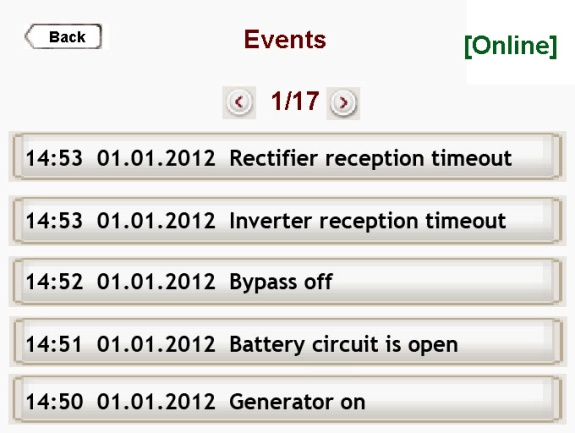 Back
Events
[Online]
1/17
14:53 01.01.2012 Rectifier reception timeout
14:53 01.01.2012 Inverter reception timeout
14:52 01.01.2012 Bypass off
14:51 01.01.2012 Battery circuit is open
14:50 01.01.2012 Generator on